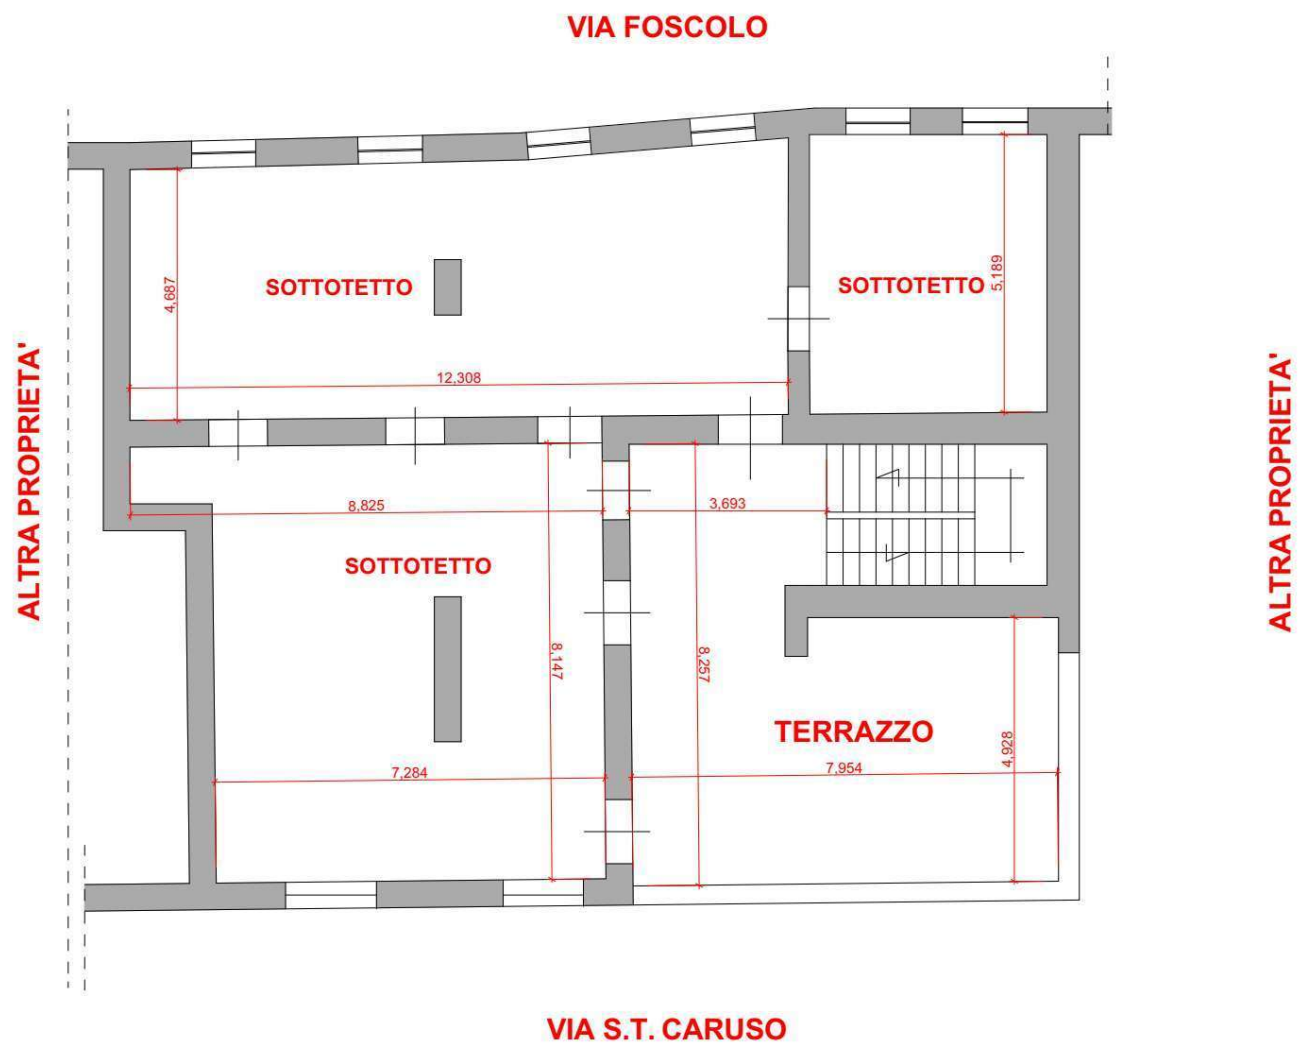 VIA FOSCOLO
SOTTOTETTO
SOTTOTETTO
4,687
5,189
12,308
ALTRA PROPRIETA'
ALTRA PROPRIETA'
8,825
3,693
SOTTOTETTO
8,147
8,257
TERRAZZO
4,928
7,284
7,954
VIA S.T. CARUSO